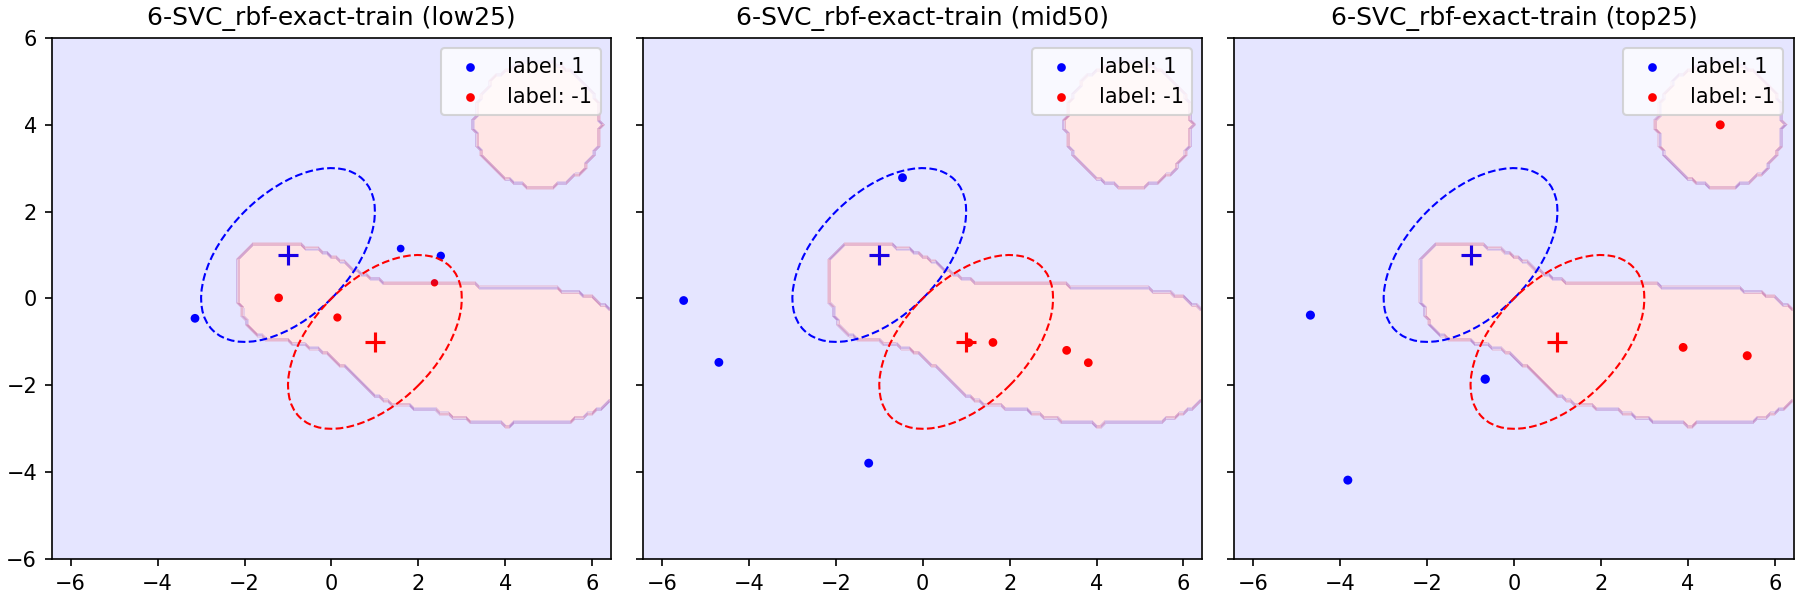 6-SVC_rbf-exact-train (low25)
6-SVC_rbf-exact-train (mid50)
6-SVC_rbf-exact-train (top25)
label: 1
label: -1
label: 1
label: -1
label: 1
label: -1
6
4
2
0
−2
−4
−6
−6 −4 −2 0 2 4 6
−6 −4 −2 0 2 4 6
−6 −4 −2 0 2 4 6